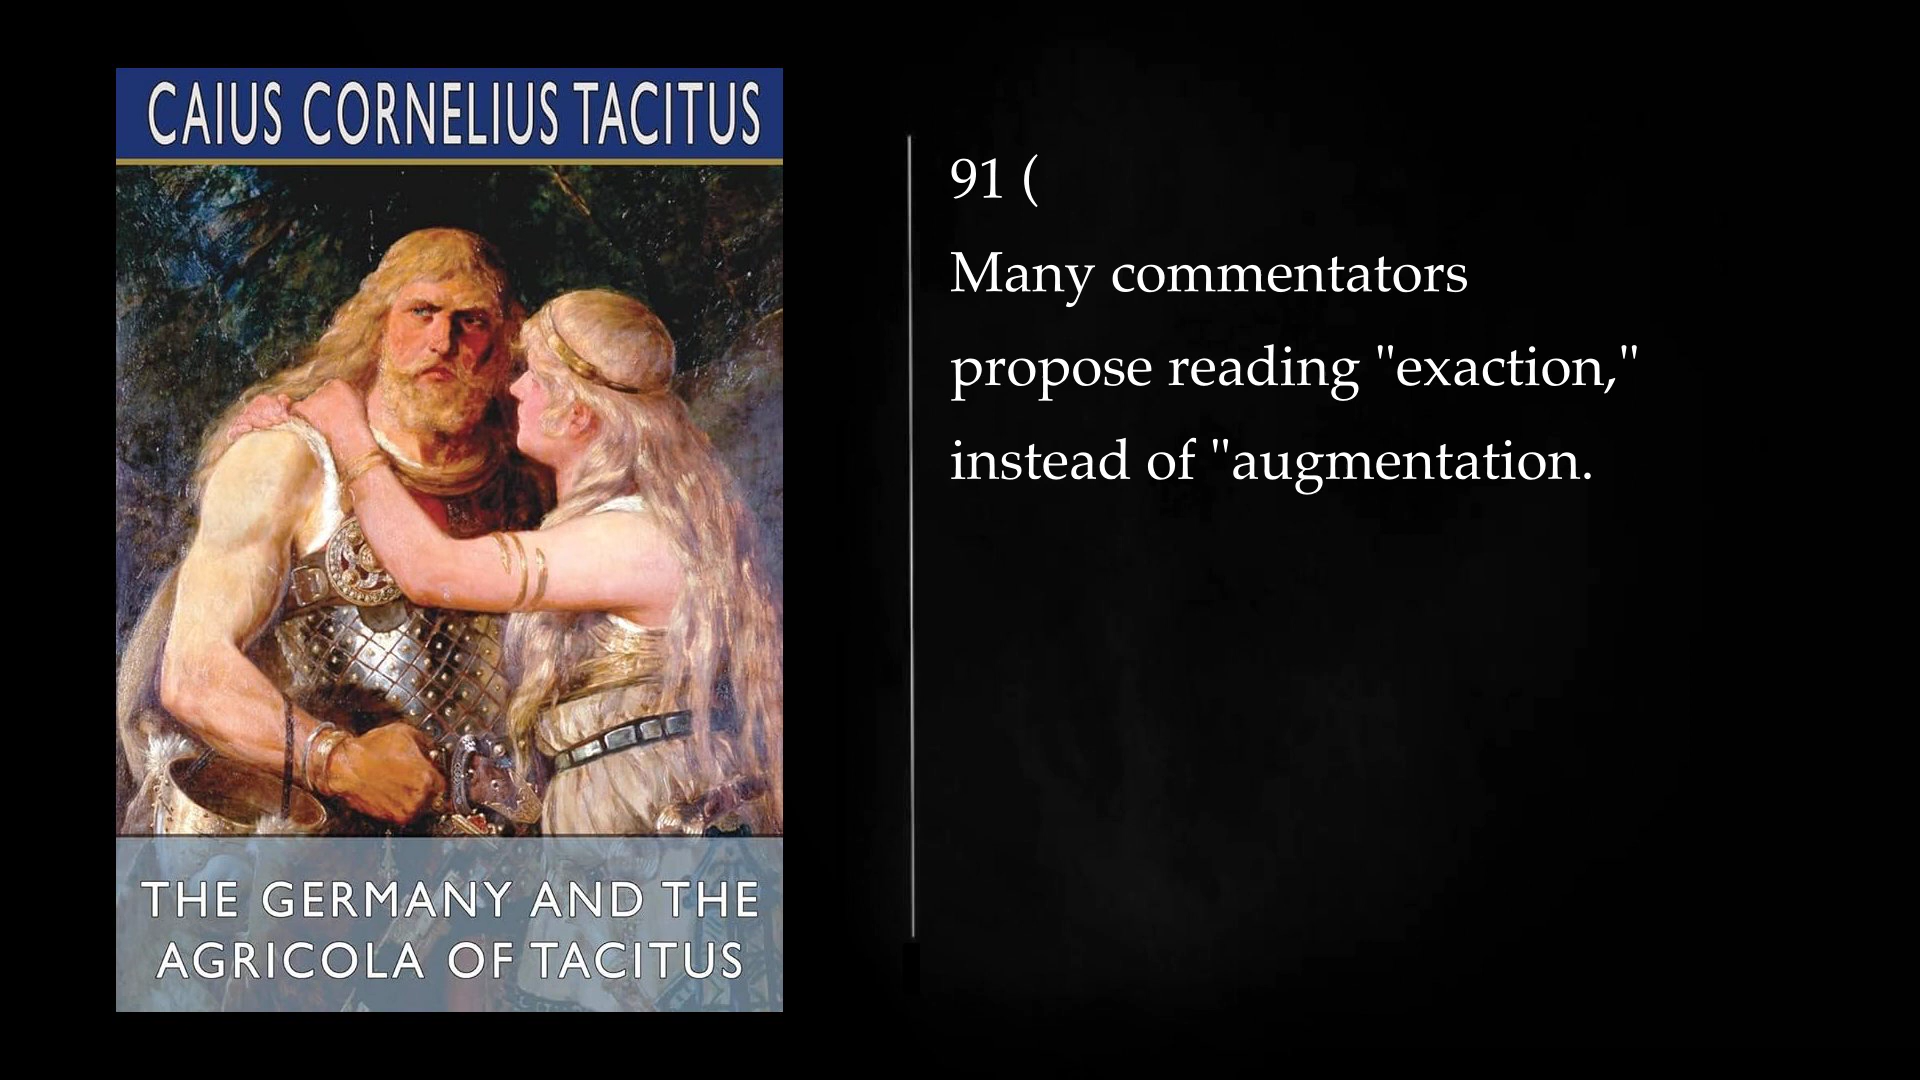 CAIUS CORNELIUS TACITUS
THE GERMANY AND THE
AGRICOLA OF TACITUS
91 (
Many commentators
propose reading "exaction,"
instead of "augmentation.